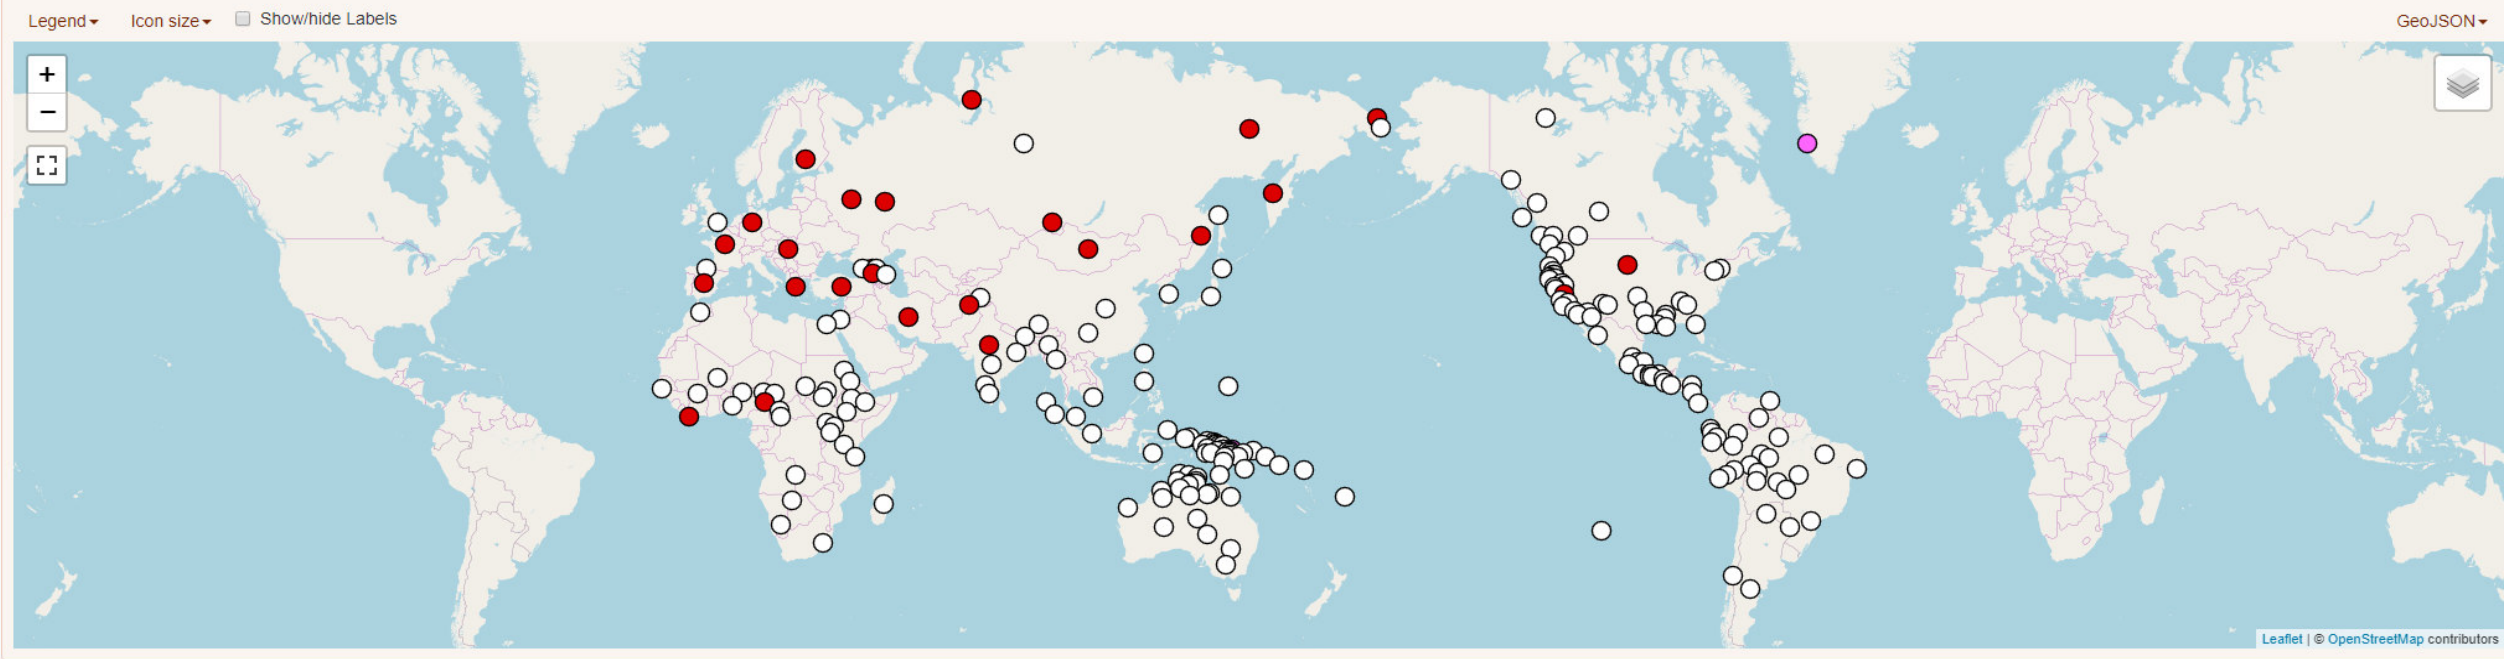 Legend Icon size Show/hide Labels GeoJSON
+
−
Leaflet | © OpenStreetMap contributors